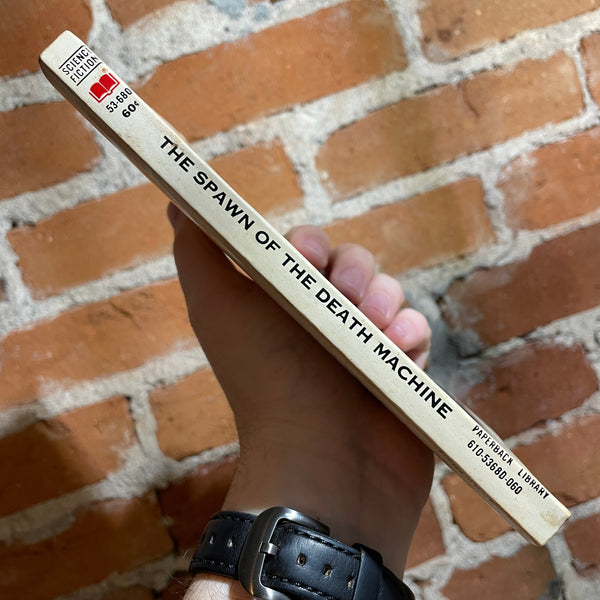 SCIENCE
FICTION
53-680
60¢
THE SPAWN OF THE DEATH MACHINE
PAPERBACK LIBRARY
610-53680-060